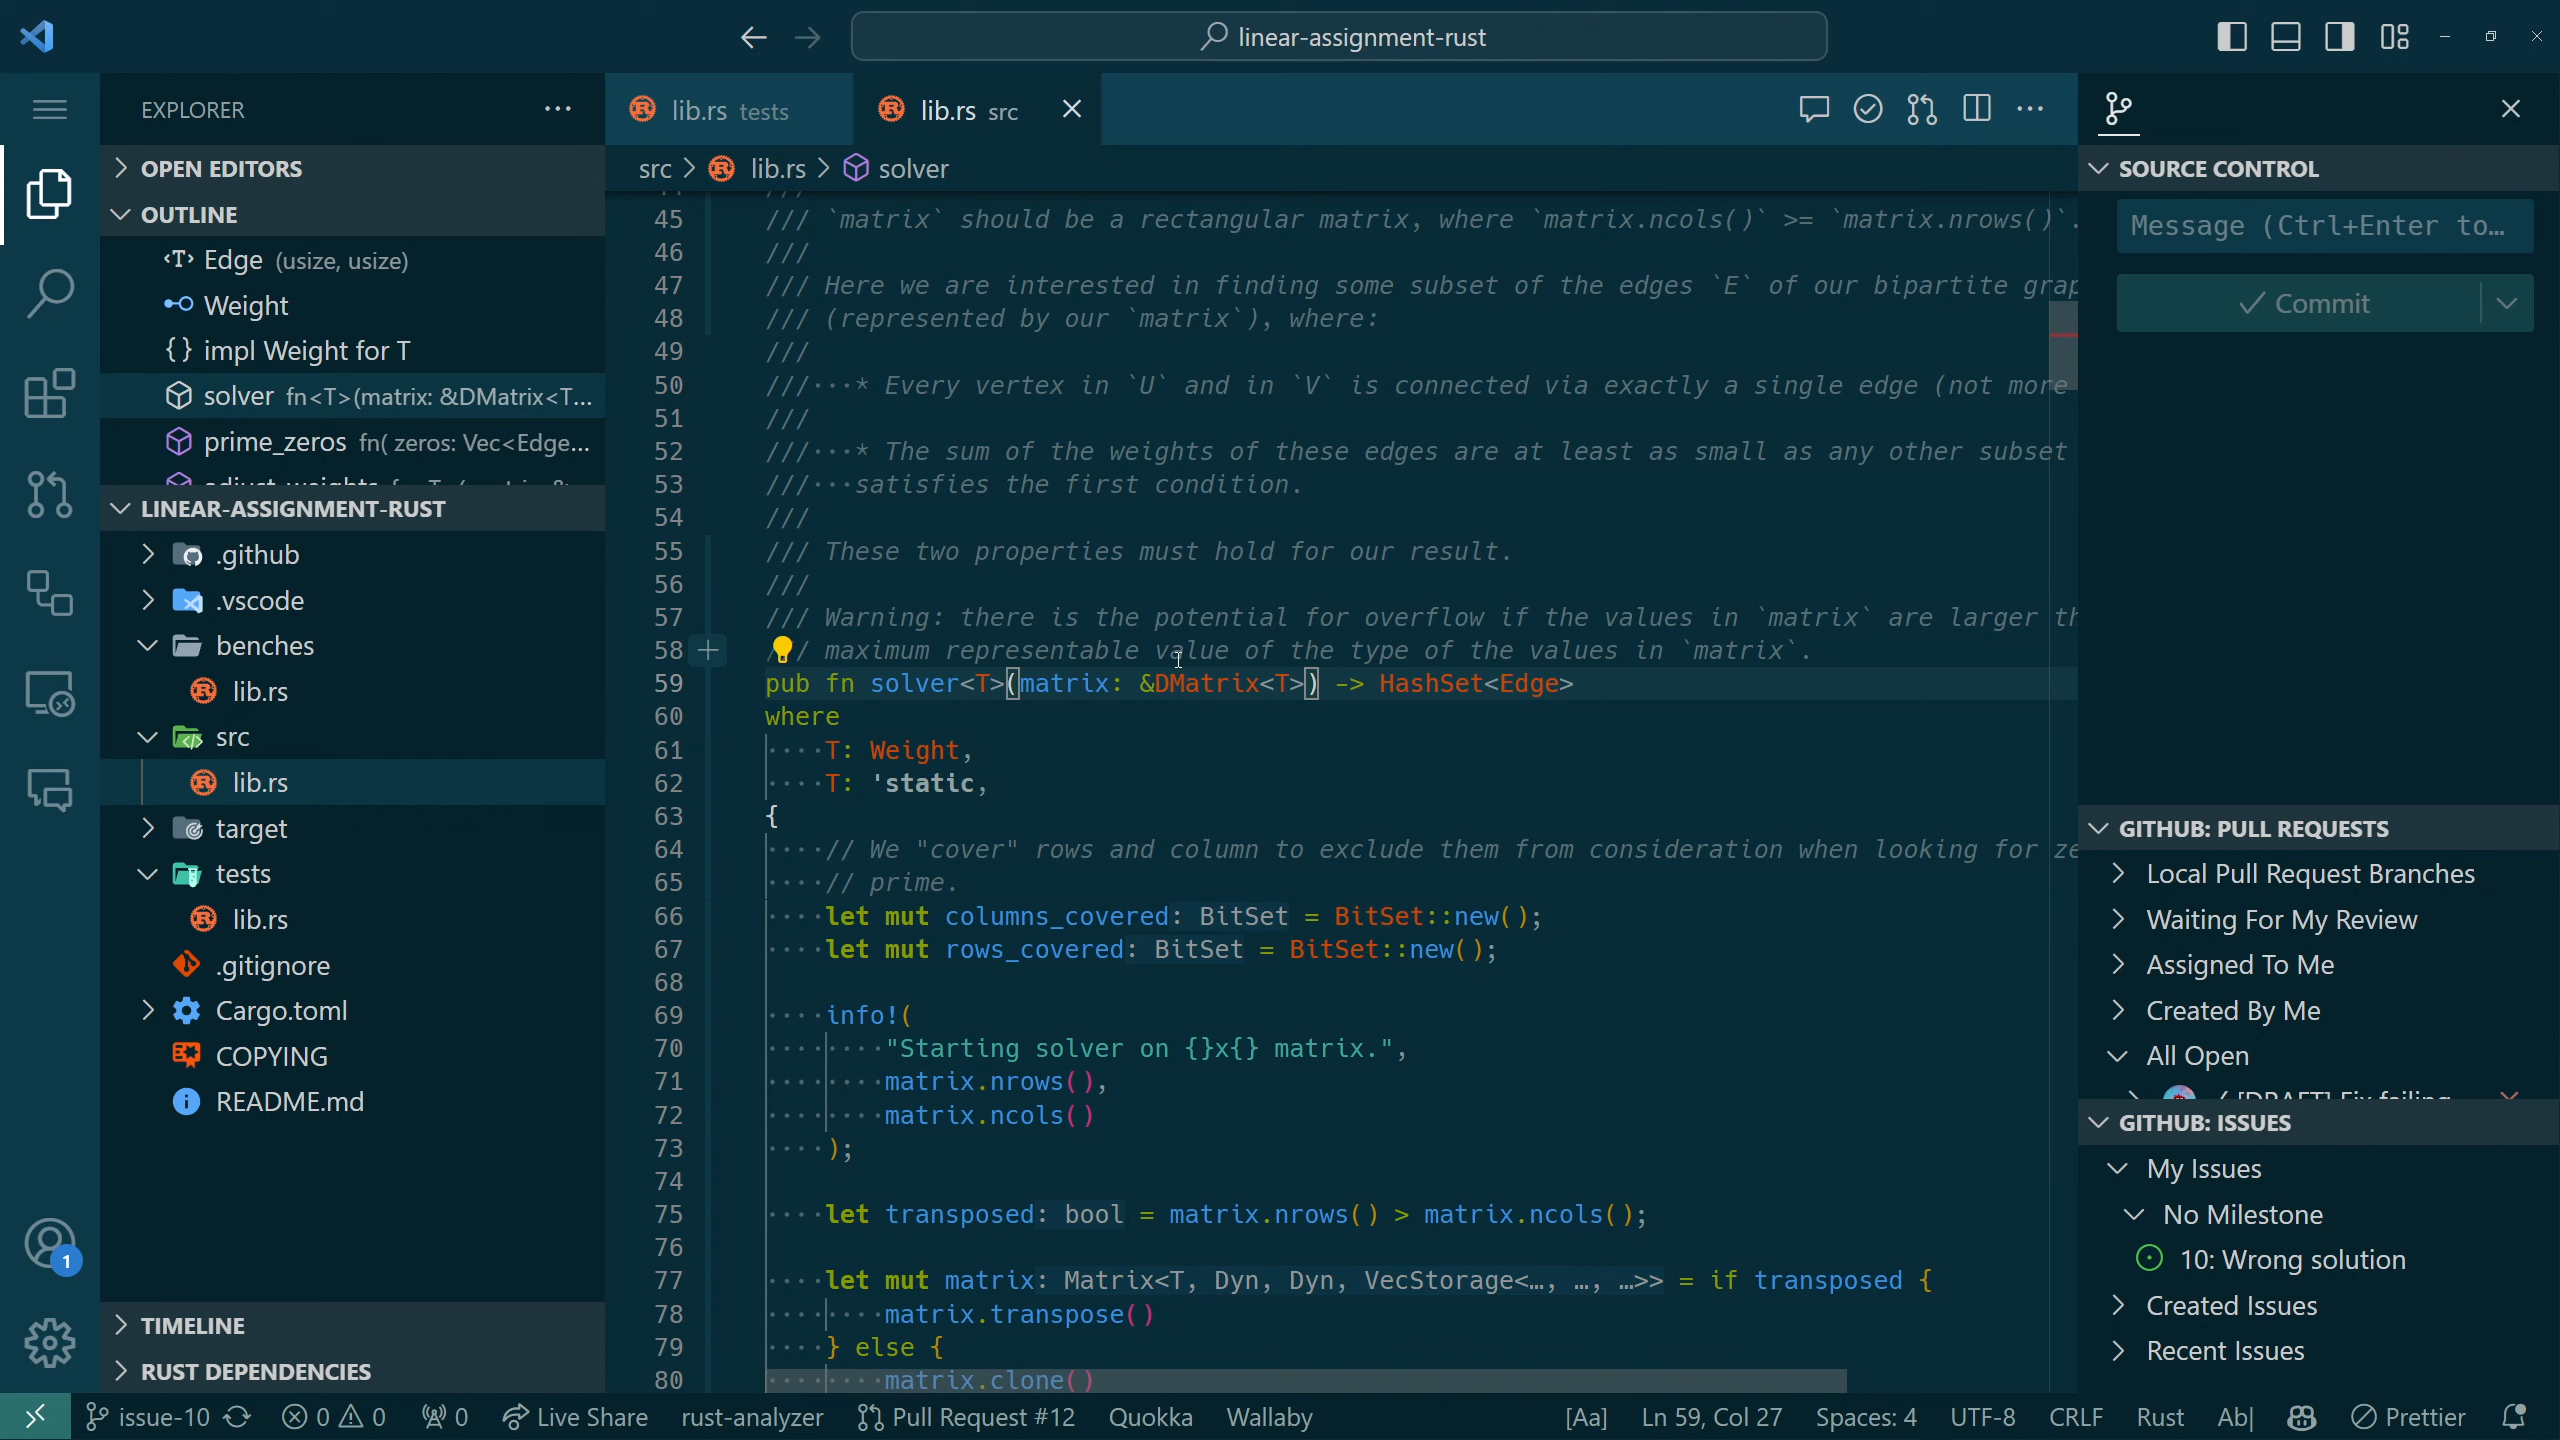 linear-assignment-rust
EXPLORER
OPEN EDITORS
OUTLINE
Edge (usize, usize)
Weight
{} impl Weight for T
solver fn<T>(matrix: &DMatrix<T...
prime_zeros fn( zeros: Vec<Edge...
LINEAR-ASSIGNMENT-RUST
.github
.vscode
benches
lib.rs
src
lib.rs
target
tests
lib.rs
.gitignore
Cargo.toml
COPYING
README.md
TIMELINE
RUST DEPENDENCIES
1
lib.rs tests
lib.rs src
src > lib.rs > solver
45 /// `matrix` should be a rectangular matrix, where `matrix.ncols()` >= `matrix.nrows()`.
46 ///
47 /// Here we are interested in finding some subset of the edges `E` of our bipartite grap
48 /// (represented by our `matrix`), where:
49 ///
50 ///···* Every vertex in `U` and in `V` is connected via exactly a single edge (not more
51 ///
52 ///···* The sum of the weights of these edges are at least as small as any other subset
53 ///···satisfies the first condition.
54 ///
55 /// These two properties must hold for our result.
56 ///
57 /// Warning: there is the potential for overflow if the values in `matrix` are larger th
58 /// maximum representable value of the type of the values in `matrix`.
59 pub fn solver<T>(matrix: &DMatrix<T>) -> HashSet<Edge>
60 where
61 ····T: Weight,
62 ····T: 'static,
63 {
64 ····// We "cover" rows and column to exclude them from consideration when looking for ze
65 ····// prime.
66 ····let mut columns_covered: BitSet = BitSet::new();
67 ····let mut rows_covered: BitSet = BitSet::new();
68
69 ····info!(
70 ········"Starting solver on {}x{} matrix.",
71 ········matrix.nrows(),
72 ········matrix.ncols()
73 ····);
74
75 ····let transposed: bool = matrix.nrows() > matrix.ncols();
76
77 ····let mut matrix: Matrix<T, Dyn, Dyn, VecStorage<…, …, …>> = if transposed {
78 ········matrix.transpose()
79 ····} else {
80 ········matrix.clone()
SOURCE CONTROL
Message (Ctrl+Enter to…
Commit
GITHUB: PULL REQUESTS
Local Pull Request Branches
Waiting For My Review
Assigned To Me
Created By Me
All Open
GITHUB: ISSUES
My Issues
No Milestone
10: Wrong solution
Created Issues
Recent Issues
issue-10 0 0 0 Live Share rust-analyzer Pull Request #12 Quokka Wallaby [Aa] Ln 59, Col 27 Spaces: 4 UTF-8 CRLF Rust Ab| Prettier